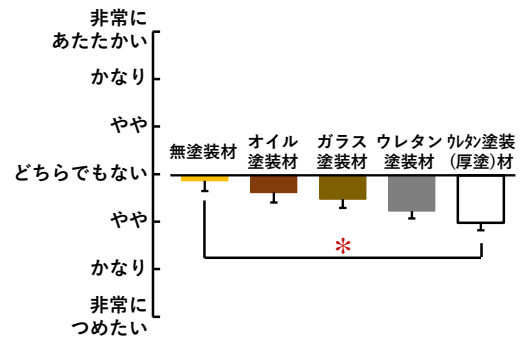 非常に
あたたかい
かなり
やや
どちらでもない
やや
かなり
非常に
つめたい
無塗装材
オイル
塗装材
ガラス
塗装材
ウレタン
塗装材
ウレタン塗装
(厚塗)材
＊